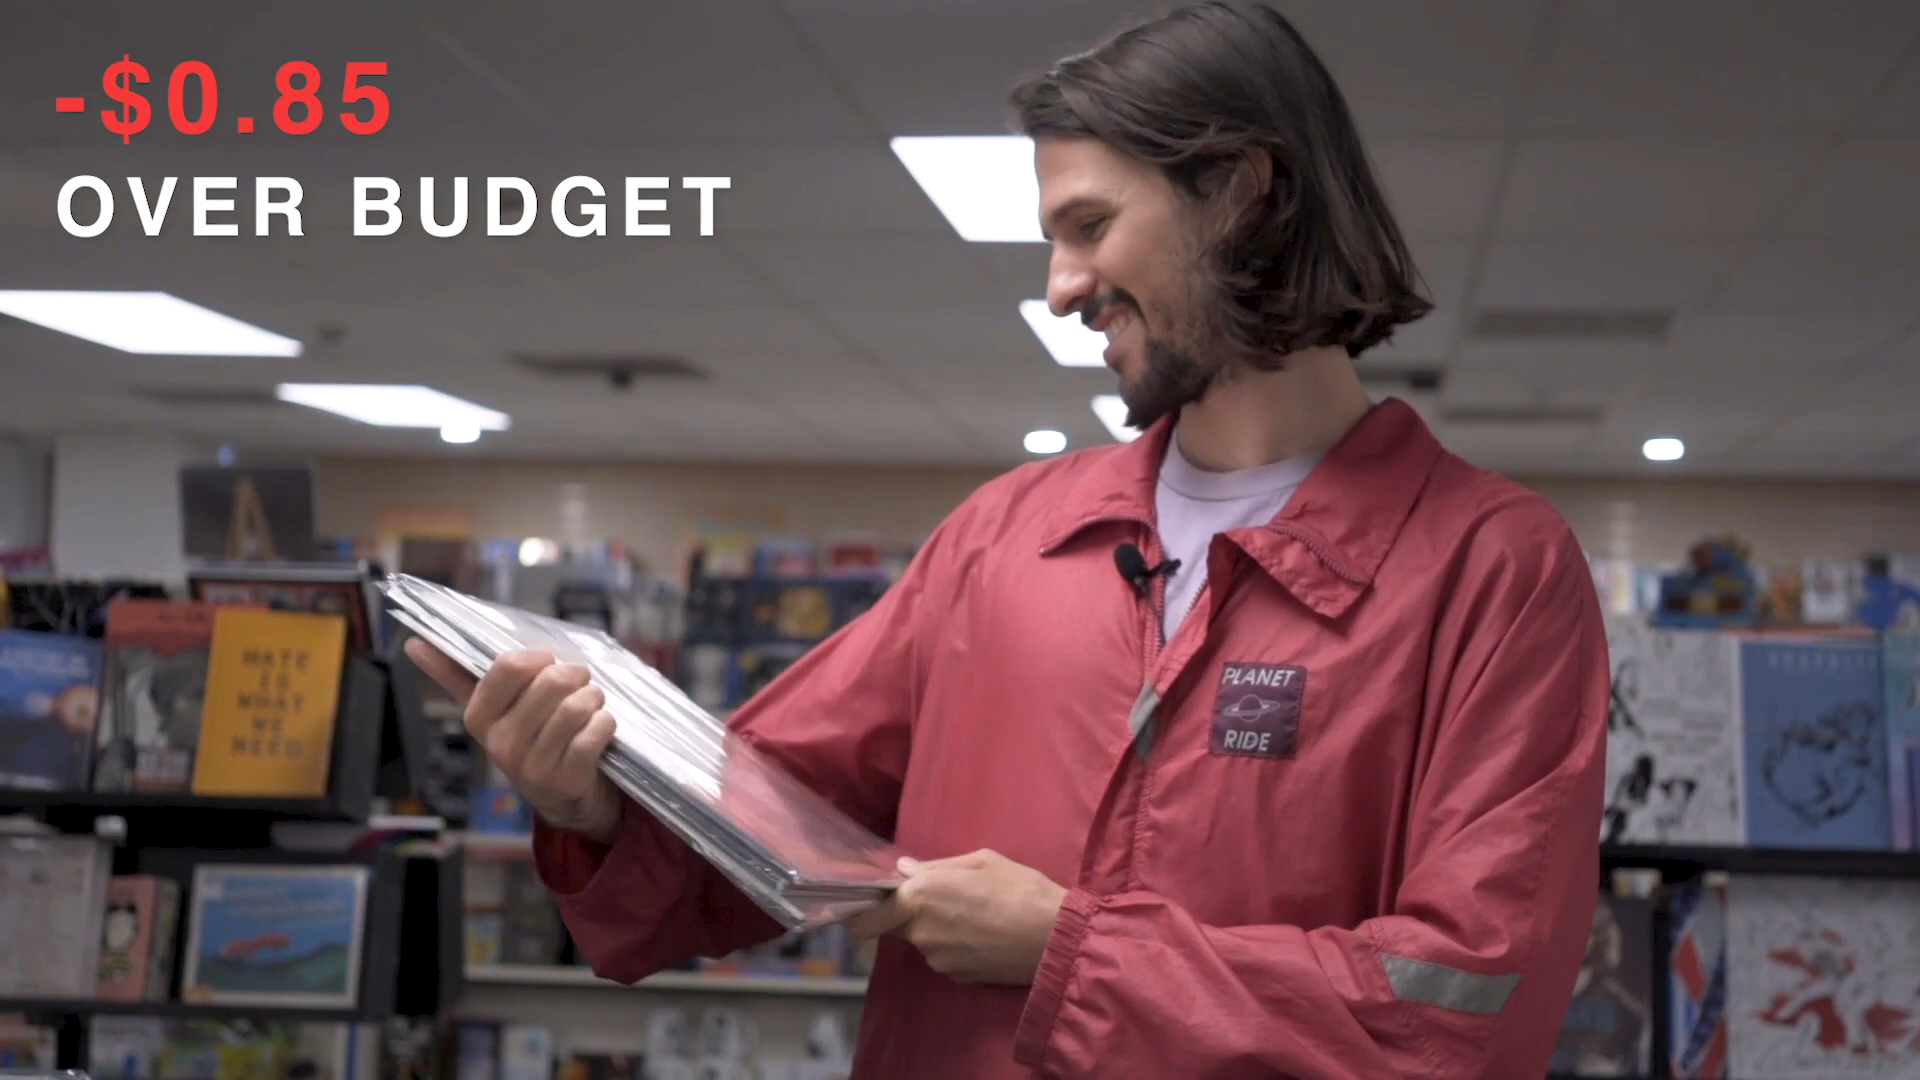 -$0.85
OVER BUDGET
HATE
IS
WHAT
WE
NEED
PLANET
RIDE